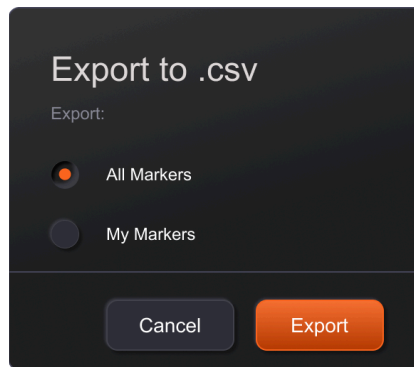 Export to .csv
Export:
All Markers
My Markers
Cancel Export